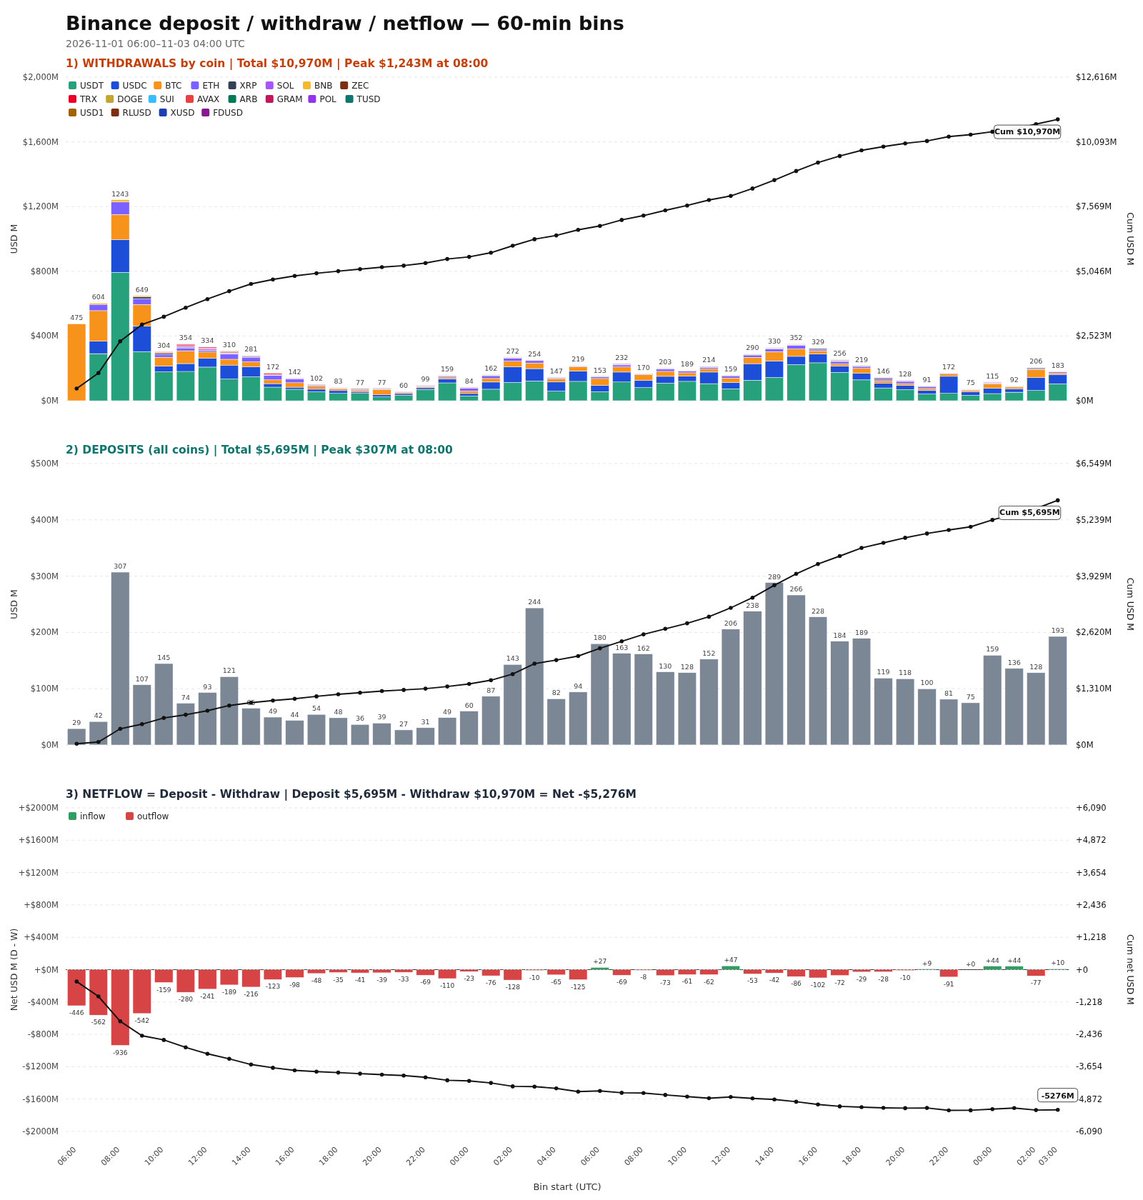 Binance deposit / withdraw / netflow — 60-min bins
2026-11-01 06:00–11-03 04:00 UTC
1) WITHDRAWALS by coin | Total $10,970M | Peak $1,243M at 08:00
USDT USDC BTC ETH XRP SOL BNB ZEC
TRX DOGE SUI AVAX ARB GRAM POL TUSD
USD1 RLUSD XUSD FDUSD
$2,000M $12,616M
$1,600M $10,093M
$1,200M $7,569M
$800M $5,046M
$400M $2,523M
$0M $0M
USD M
Cum USD M
Cum $10,970M
475 604 1243 649 304 354 334 310 281 172 142 102 83 77 77 60 99 159 84 162 272 254 147 219 153 232 170 203 189 214 159 290 330 352 329 256 219 146 128 91 172 75 115 92 206 183
2) DEPOSITS (all coins) | Total $5,695M | Peak $307M at 08:00
$500M $6,549M
$400M $5,239M
$300M $3,929M
$200M $2,620M
$100M $1,310M
$0M $0M
USD M
Cum USD M
Cum $5,695M
29 42 307 107 145 74 93 121 49 44 54 48 36 39 27 31 49 60 87 143 244 82 94 180 163 162 130 128 152 206 238 289 266 228 184 189 119 118 100 81 75 159 136 128 193
3) NETFLOW = Deposit - Withdraw | Deposit $5,695M - Withdraw $10,970M = Net -$5,276M
inflow outflow
+$2000M +6,090
+$1600M +4,872
+$1200M +3,654
+$800M +2,436
+$400M +1,218
+$0M +0
-$400M -1,218
-$800M -2,436
-$1200M -3,654
-$1600M 4,872
-$2000M -6,090
Net USD M (D - W)
Cum net USD M
-5276M
-446 -562 -936 -542 -159 -280 -241 -189 -216 -123 -98 -48 -35 -41 -39 -33 -69 -110 -23 -76 -128 -10 -65 -125 +27 -69 -8 -73 -61 -62 +47 -53 -42 -86 -102 -72 -29 -28 -10 +9 -91 +0 +44 +44 -77 +10
06:00 08:00 10:00 12:00 14:00 16:00 18:00 20:00 22:00 00:00 02:00 04:00 06:00 08:00 10:00 12:00 14:00 16:00 18:00 20:00 22:00 00:00 02:00 03:00
Bin start (UTC)